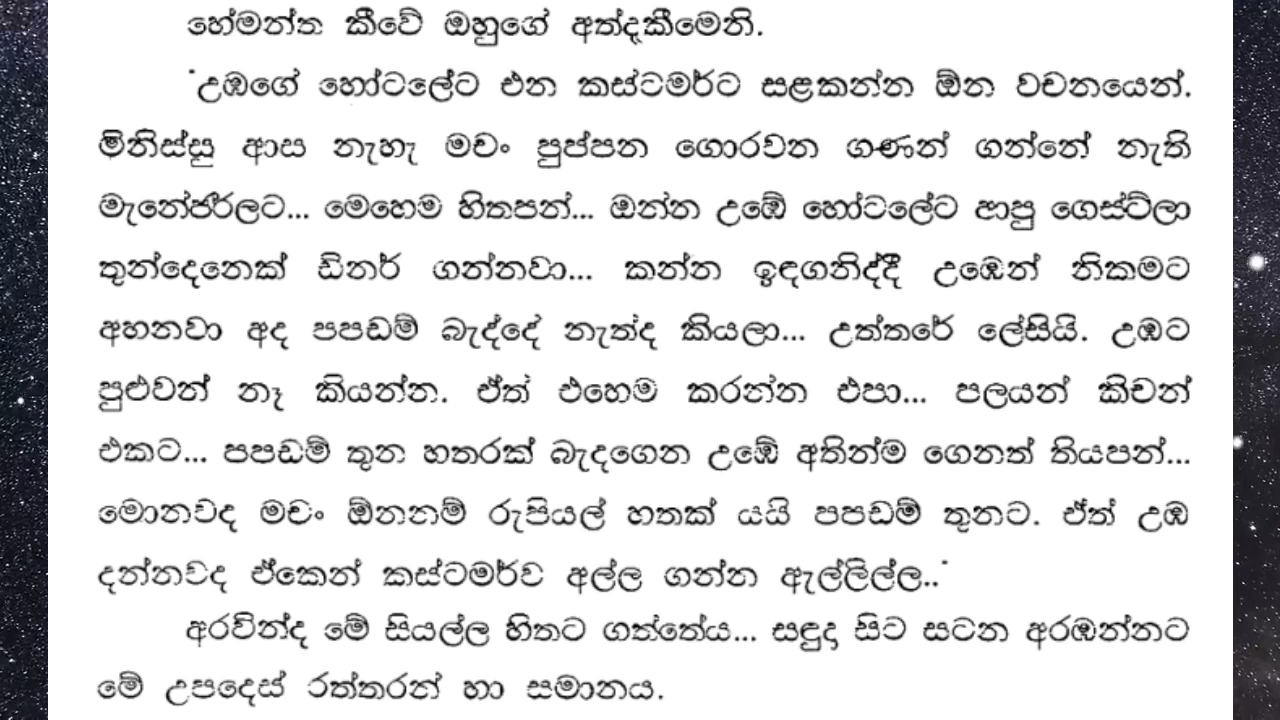 හේමන්ත කීවේ ඔහුගේ අත්දැකීමෙනි.
"උඹගේ හෝටලේට එන කස්ටමර්ට සළකන්න ඕන වචනයෙන්.
මිනිස්සු ආස නැහැ මචං පුප්පන ගොරවන ගණන් ගන්නේ නැති
මැනේජර්ලට... මෙහෙම හිතපන්... ඔන්න උඹේ හෝටලේට ආපු ගෙස්ට්ලා
තුන්දෙනෙක් ඩිනර් ගන්නවා... කන්න ඉඳගනිද්දී උඹෙන් නිකමට
අහනවා අද පපඩම් බැද්දේ නැත්ද කියලා... උත්තරේ ලේසියි. උඹට
පුළුවන් නෑ කියන්න. ඒත් එහෙම කරන්න එපා... පලයන් කිචන්
එකට... පපඩම් තුන හතරක් බැදගෙන උඹේ අතින්ම ගෙනත් තියපන්...
මොනවද මචං ඕනනම් රුපියල් හතක් යයි පපඩම් තුනට. ඒත් උඹ
දන්නවද ඒකෙන් කස්ටමර්ව අල්ල ගන්න ඇල්ලිල්ල.."
අරවින්ද මේ සියල්ල හිතට ගත්තේය... සඳුදා සිට සටන අරඹන්නට
මේ උපදෙස් රත්තරන් හා සමානය.